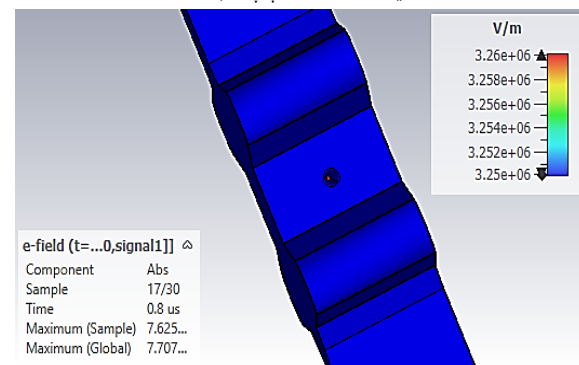 V/m
3.26e+06
3.258e+06
3.256e+06
3.254e+06
3.252e+06
3.25e+06
e-field (t=...0,signal1]]
Component Abs
Sample 17/30
Time 0.8 us
Maximum (Sample) 7.625...
Maximum (Global) 7.707...